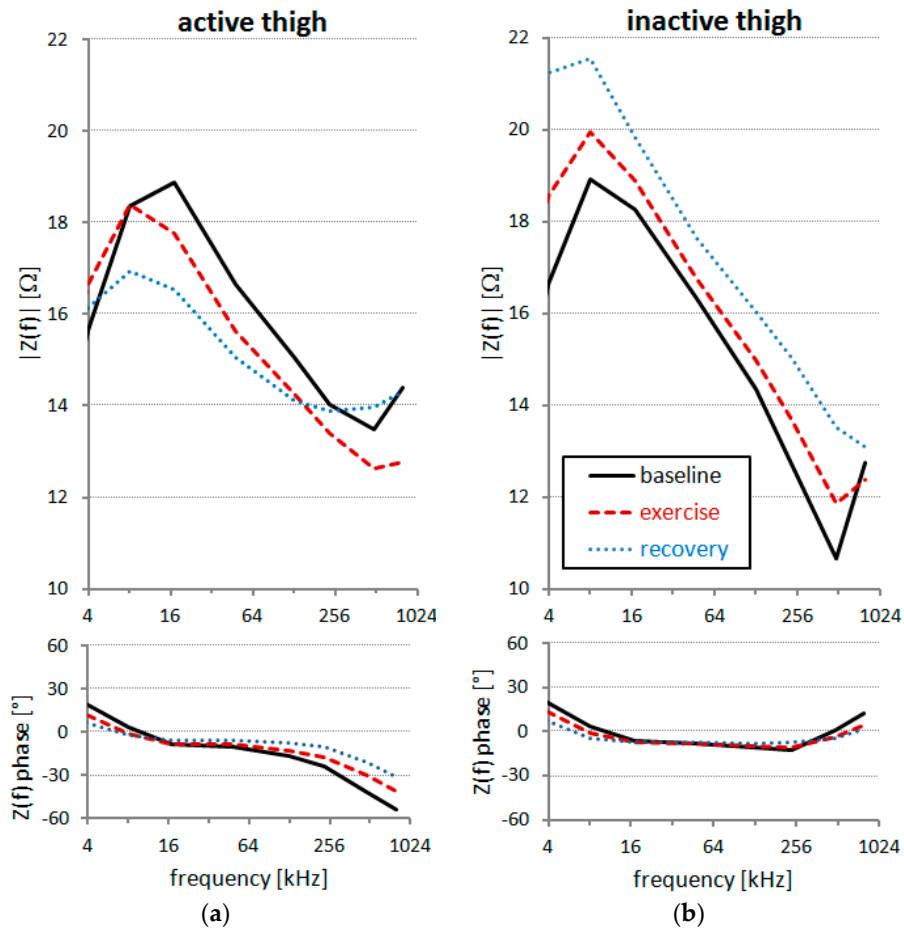 active thigh
inactive thigh
|Z(f)| [Ω]
22
20
18
16
14
12
10
4 16 64 256 1024
|Z(f)| [Ω]
22
20
18
16
14
12
10
4 16 64 256 1024
baseline
exercise
recovery
Z(f) phase [°]
60
30
0
-30
-60
4 16 64 256 1024
frequency [kHz]
Z(f) phase [°]
60
30
0
-30
-60
4 16 64 256 1024
frequency [kHz]
(a)
(b)